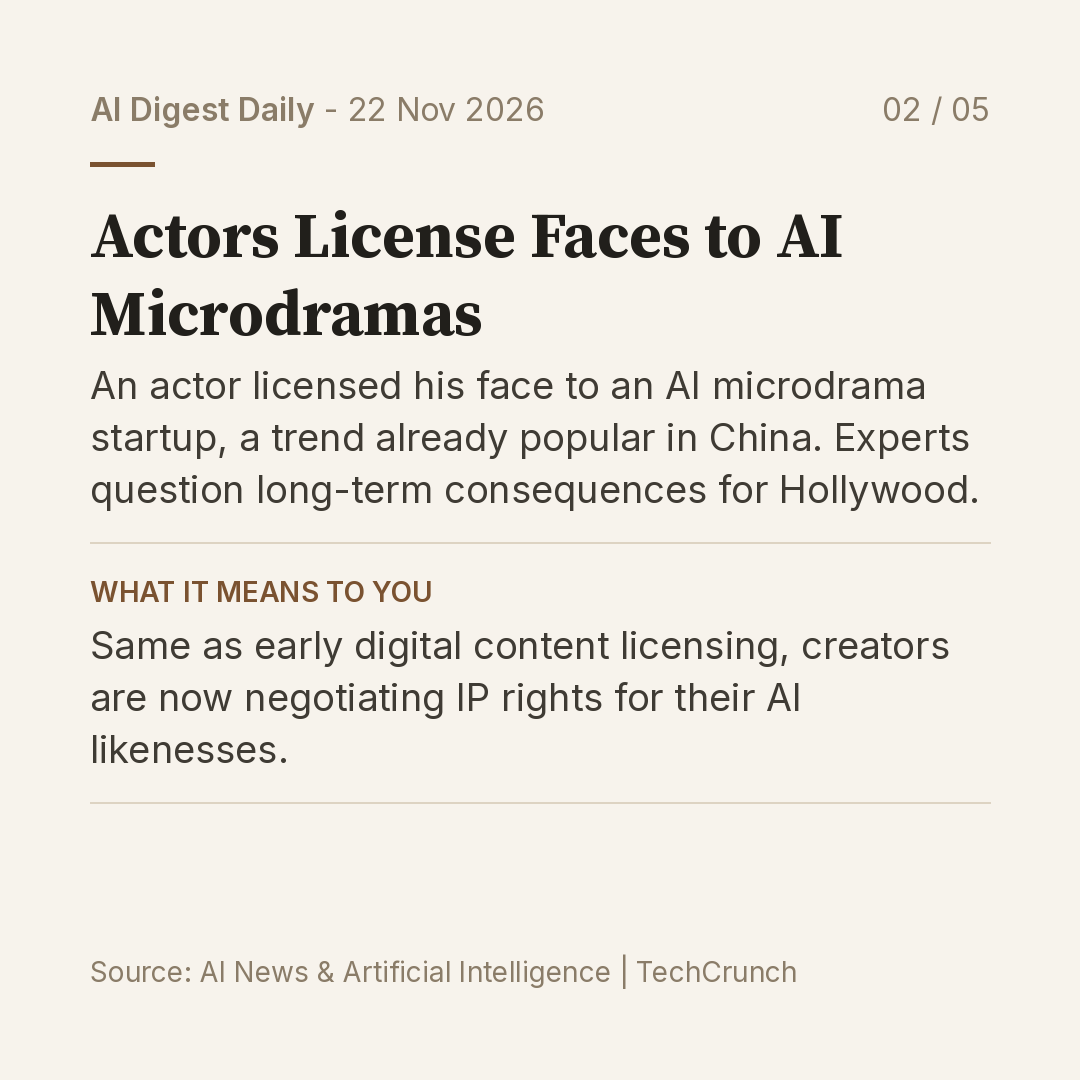 AI Digest Daily - 22 Nov 2026
02 / 05
Actors License Faces to AI
Microdramas
An actor licensed his face to an AI microdrama
startup, a trend already popular in China. Experts
question long-term consequences for Hollywood.
WHAT IT MEANS TO YOU
Same as early digital content licensing, creators
are now negotiating IP rights for their AI
likenesses.
Source: AI News & Artificial Intelligence | TechCrunch